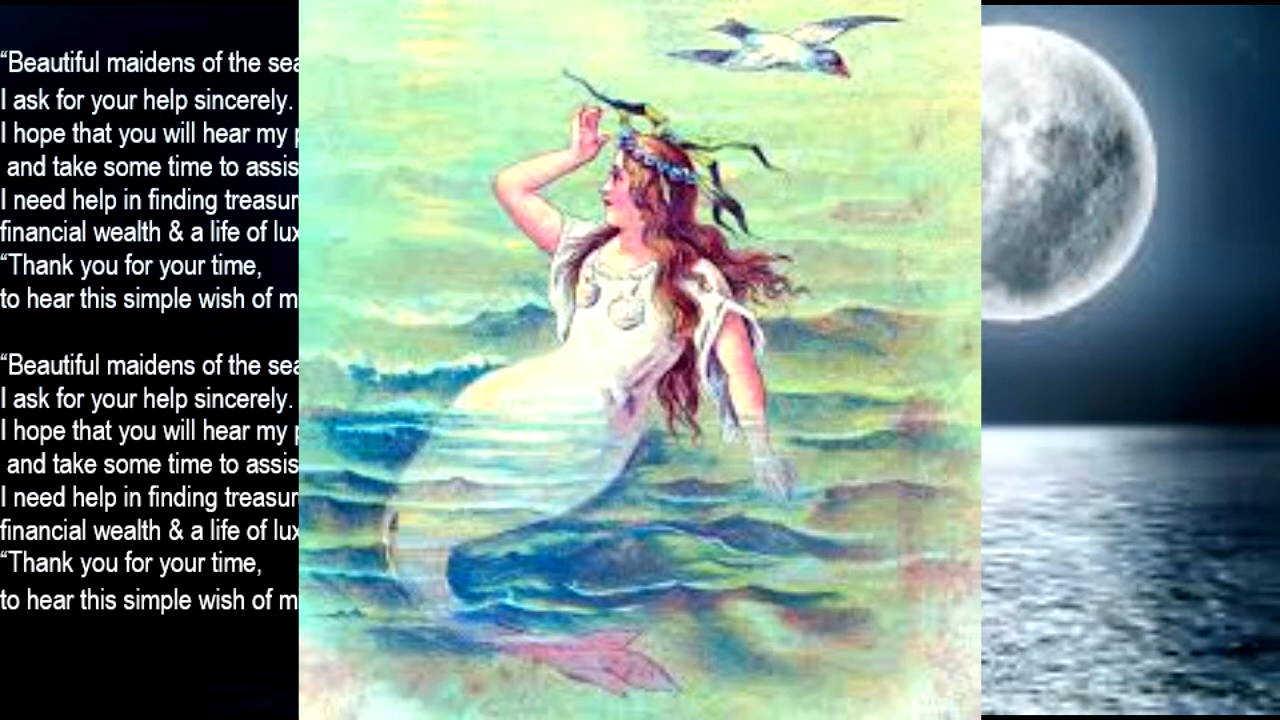 “Beautiful maidens of the sea
I ask for your help sincerely.
I hope that you will hear my
and take some time to assis
I need help in finding treasur
financial wealth & a life of lux
“Thank you for your time,
to hear this simple wish of m
“Beautiful maidens of the sea
I ask for your help sincerely.
I hope that you will hear my
and take some time to assis
I need help in finding treasur
financial wealth & a life of lux
“Thank you for your time,
to hear this simple wish of m